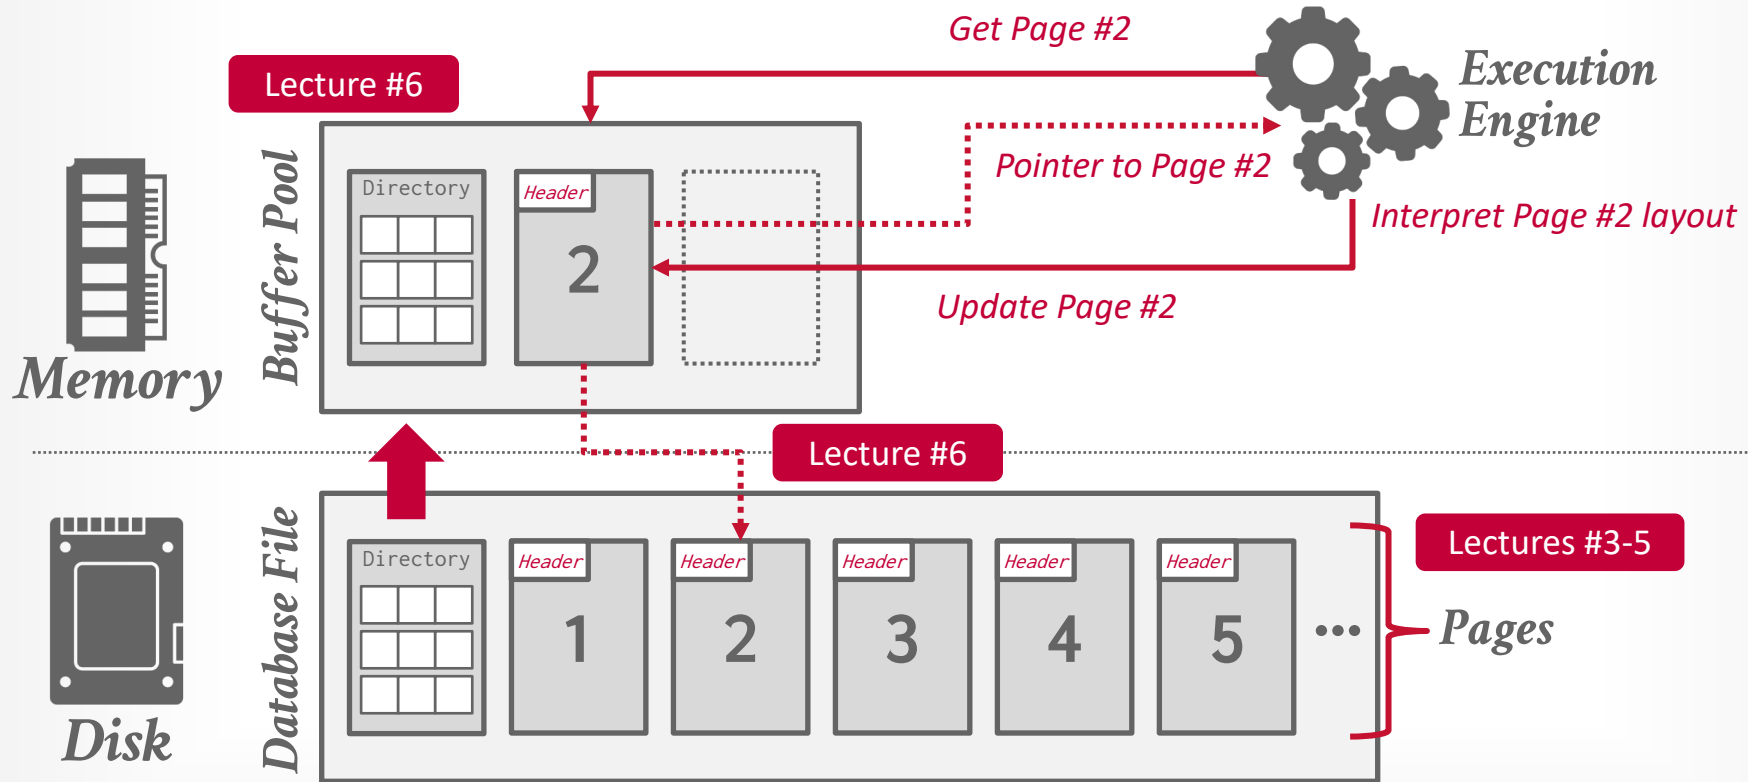 Get Page #2
Execution
Engine
Lecture #6
Buffer Pool
Directory
Header
2
Pointer to Page #2
Interpret Page #2 layout
Update Page #2
Memory
Lecture #6
Database File
Directory
Header
1
Header
2
Header
3
Header
4
Header
5
...
Lectures #3-5
Pages
Disk